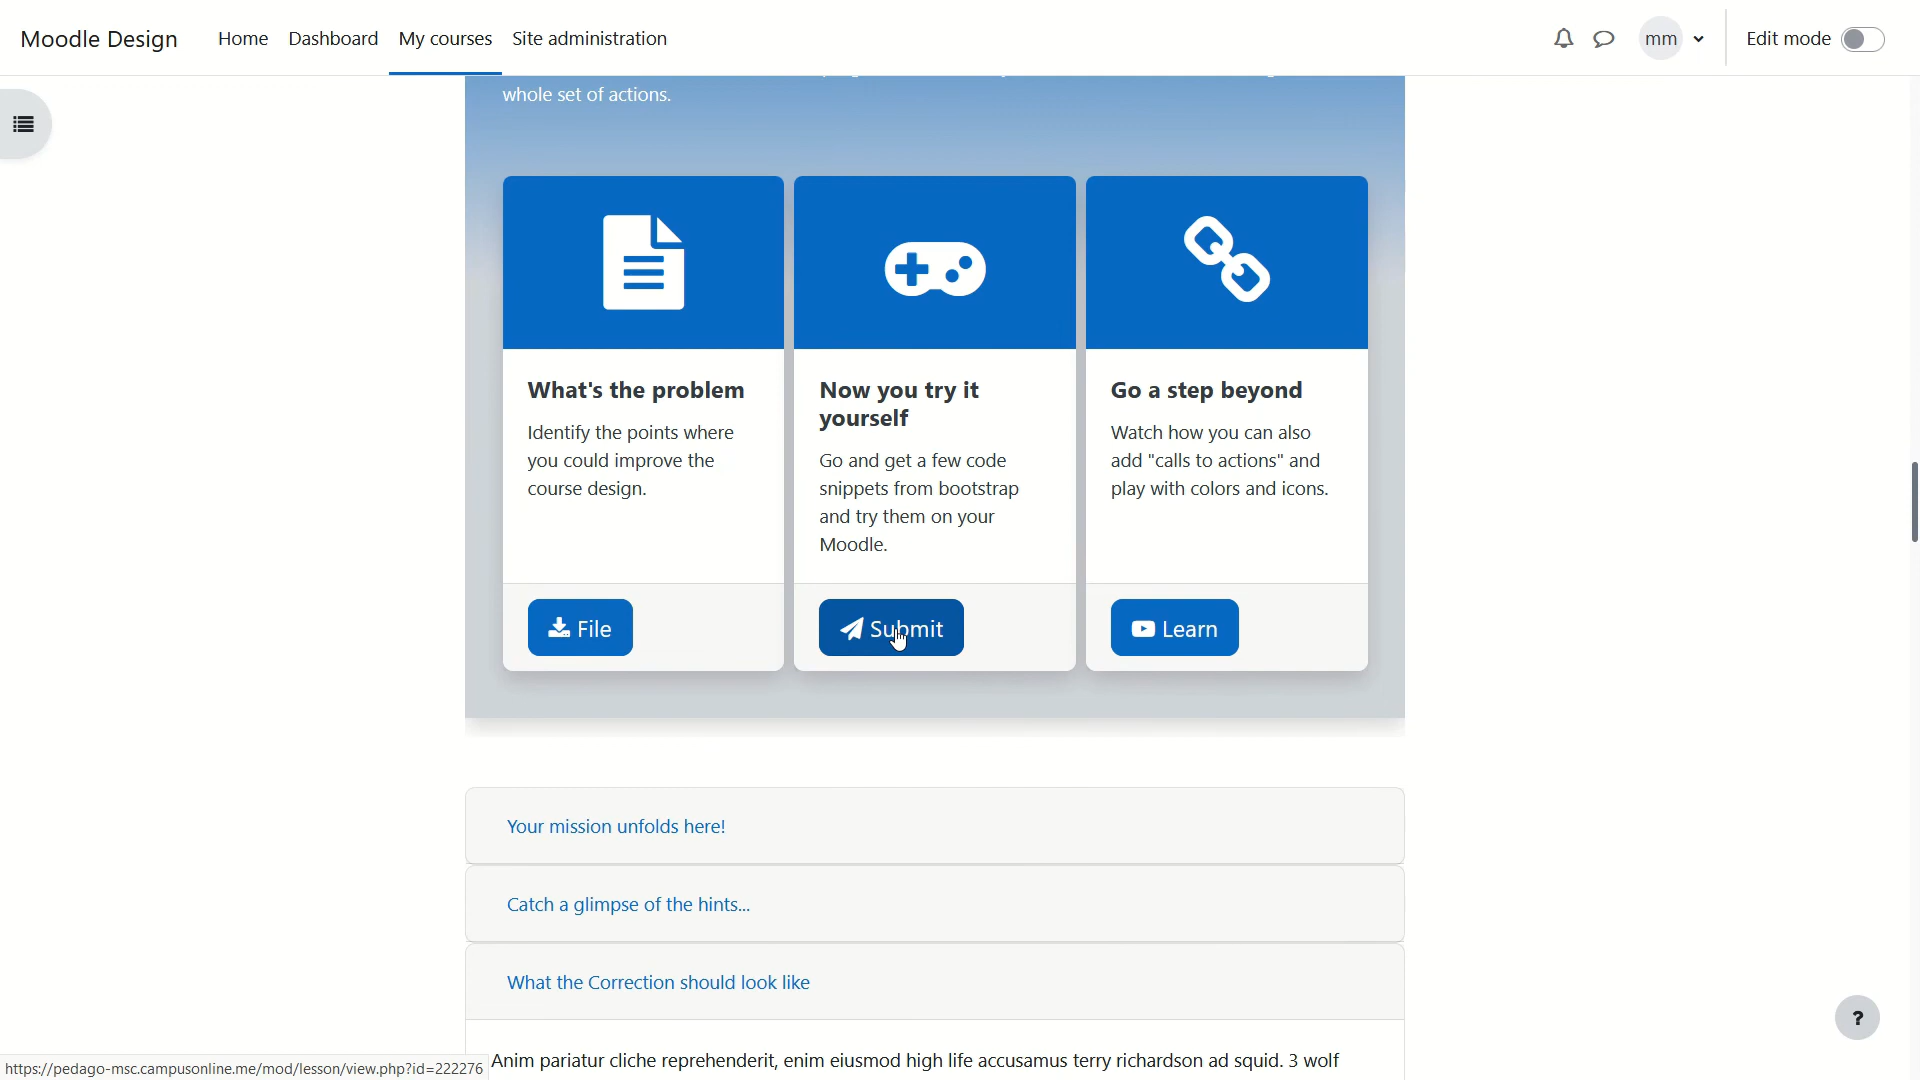 Moodle Design
Home
Dashboard
My courses
Site administration
mm
Edit mode
whole set of actions.
What's the problem
Identify the points where
you could improve the
course design.
File
Now you try it
yourself
Go and get a few code
snippets from bootstrap
and try them on your
Moodle.
Submit
Go a step beyond
Watch how you can also
add "calls to actions" and
play with colors and icons.
Learn
Your mission unfolds here!
Catch a glimpse of the hints...
What the Correction should look like
Anim pariatur cliche reprehenderit, enim eiusmod high life accusamus terry richardson ad squid. 3 wolf
?
https://pedago-msc.campusonline.me/mod/lesson/view.php?id=222276